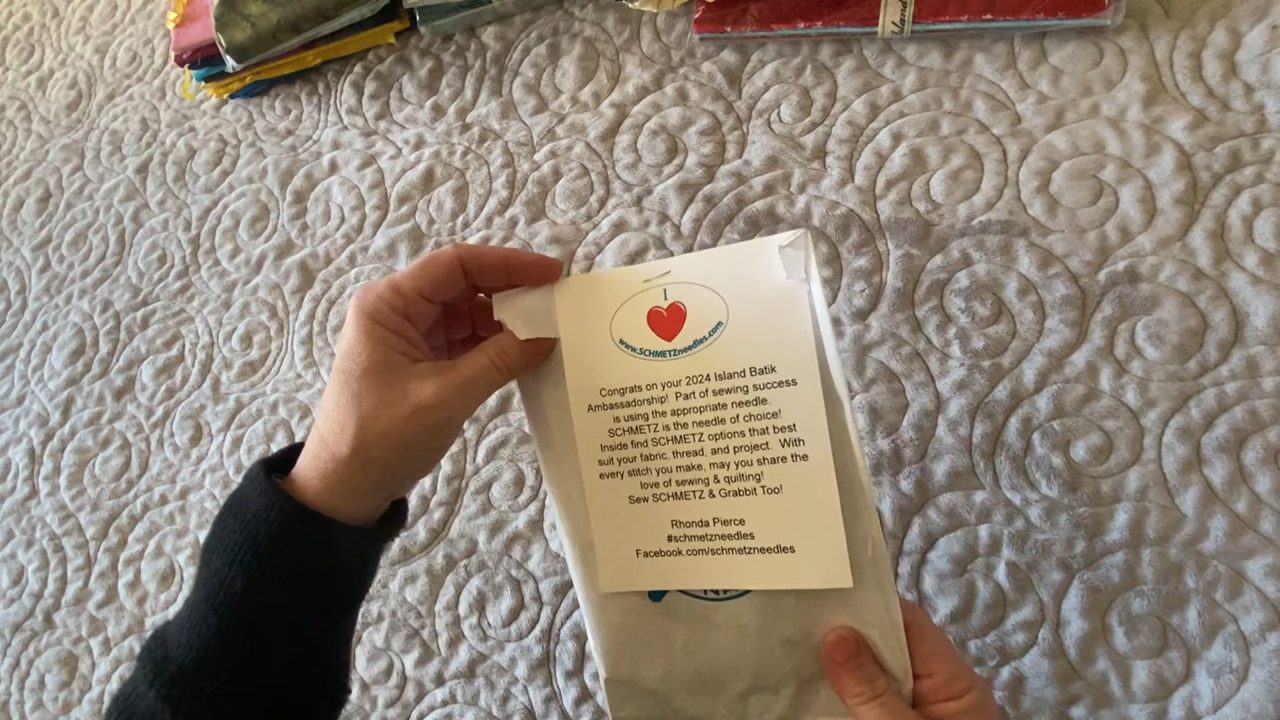 land
I
www.SCHMETZneedles.com
Congrats on your 2024 Island Batik
Ambassadorship! Part of sewing success
is using the appropriate needle.
SCHMETZ is the needle of choice!
Inside find SCHMETZ options that best
suit your fabric, thread, and project. With
every stitch you make, may you share the
love of sewing & quilting!
Sew SCHMETZ & Grabbit Too!
Rhonda Pierce
#schmetzneedles
Facebook.com/schmetzneedles